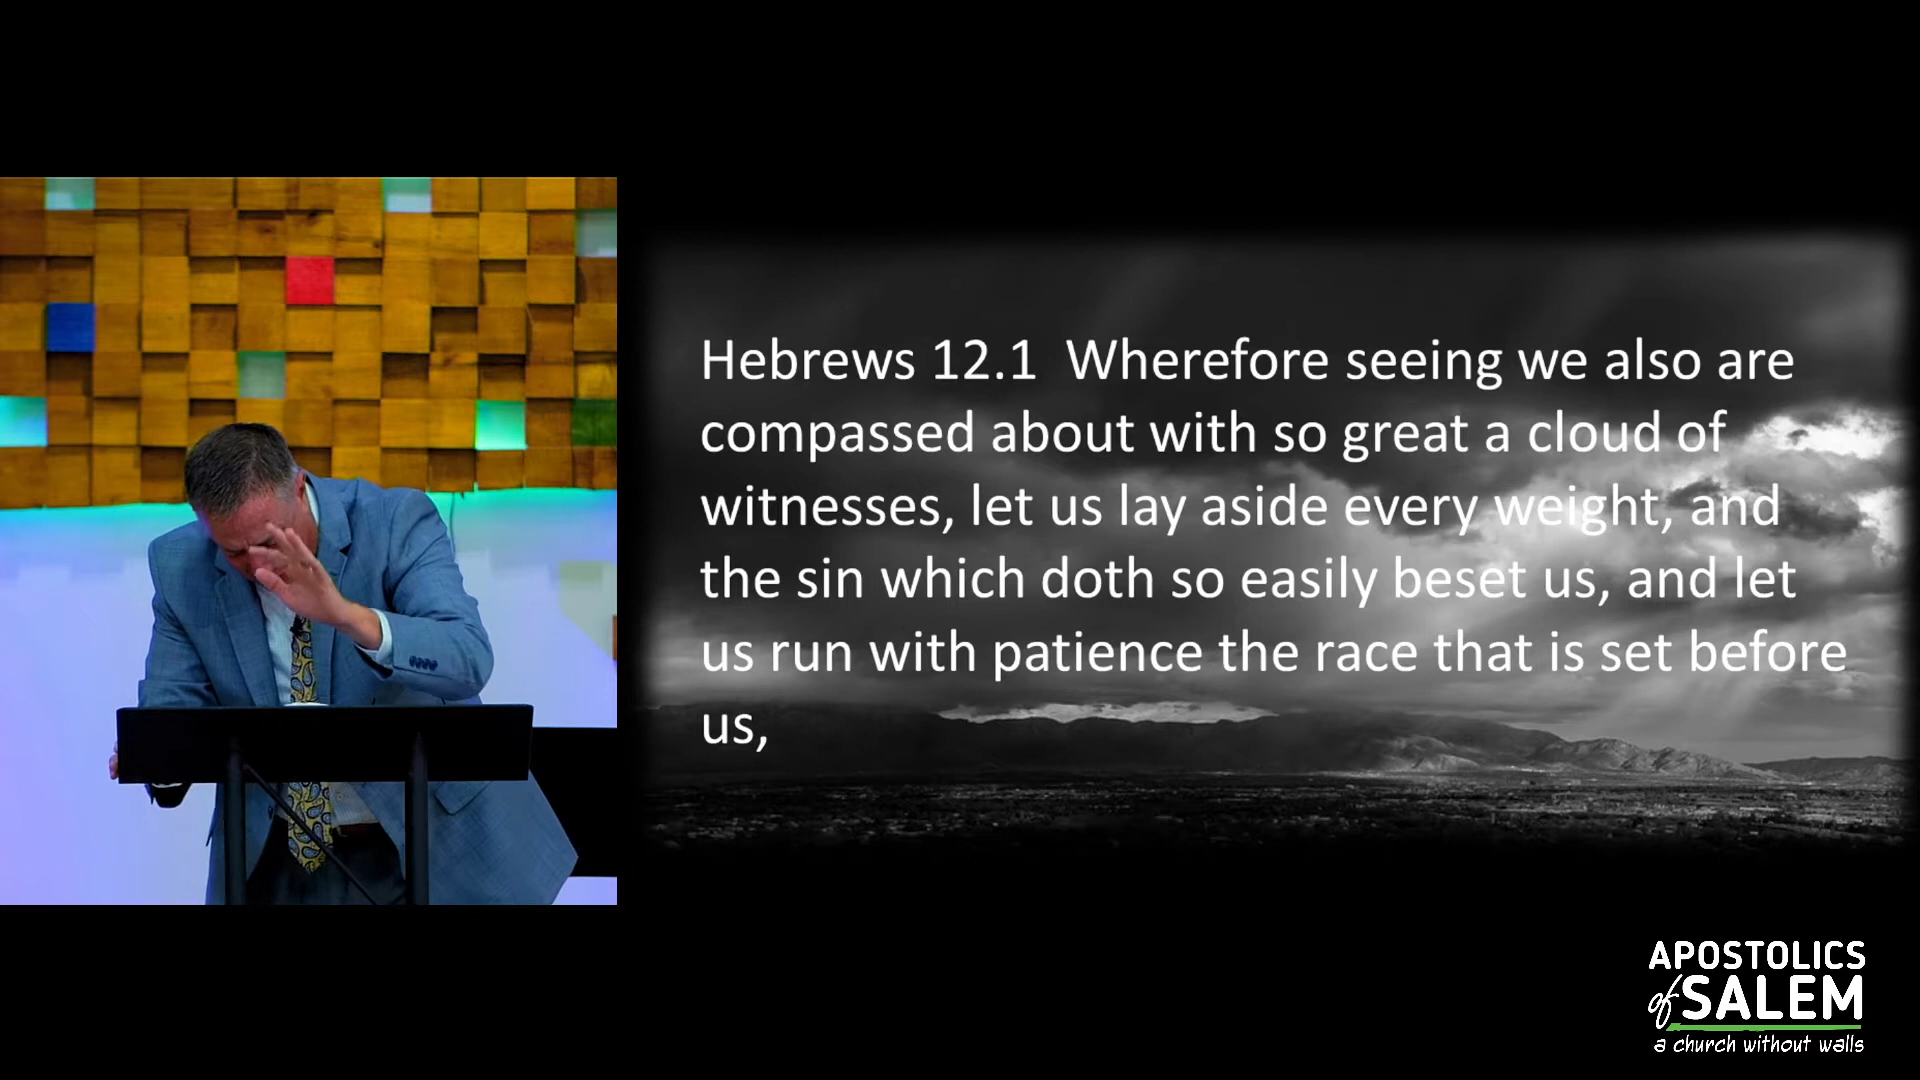 Hebrews 12.1  Wherefore seeing we also are
compassed about with so great a cloud of
witnesses, let us lay aside every weight, and
the sin which doth so easily beset us, and let
us run with patience the race that is set before
us,
APOSTOLICS
of SALEM
a church without walls